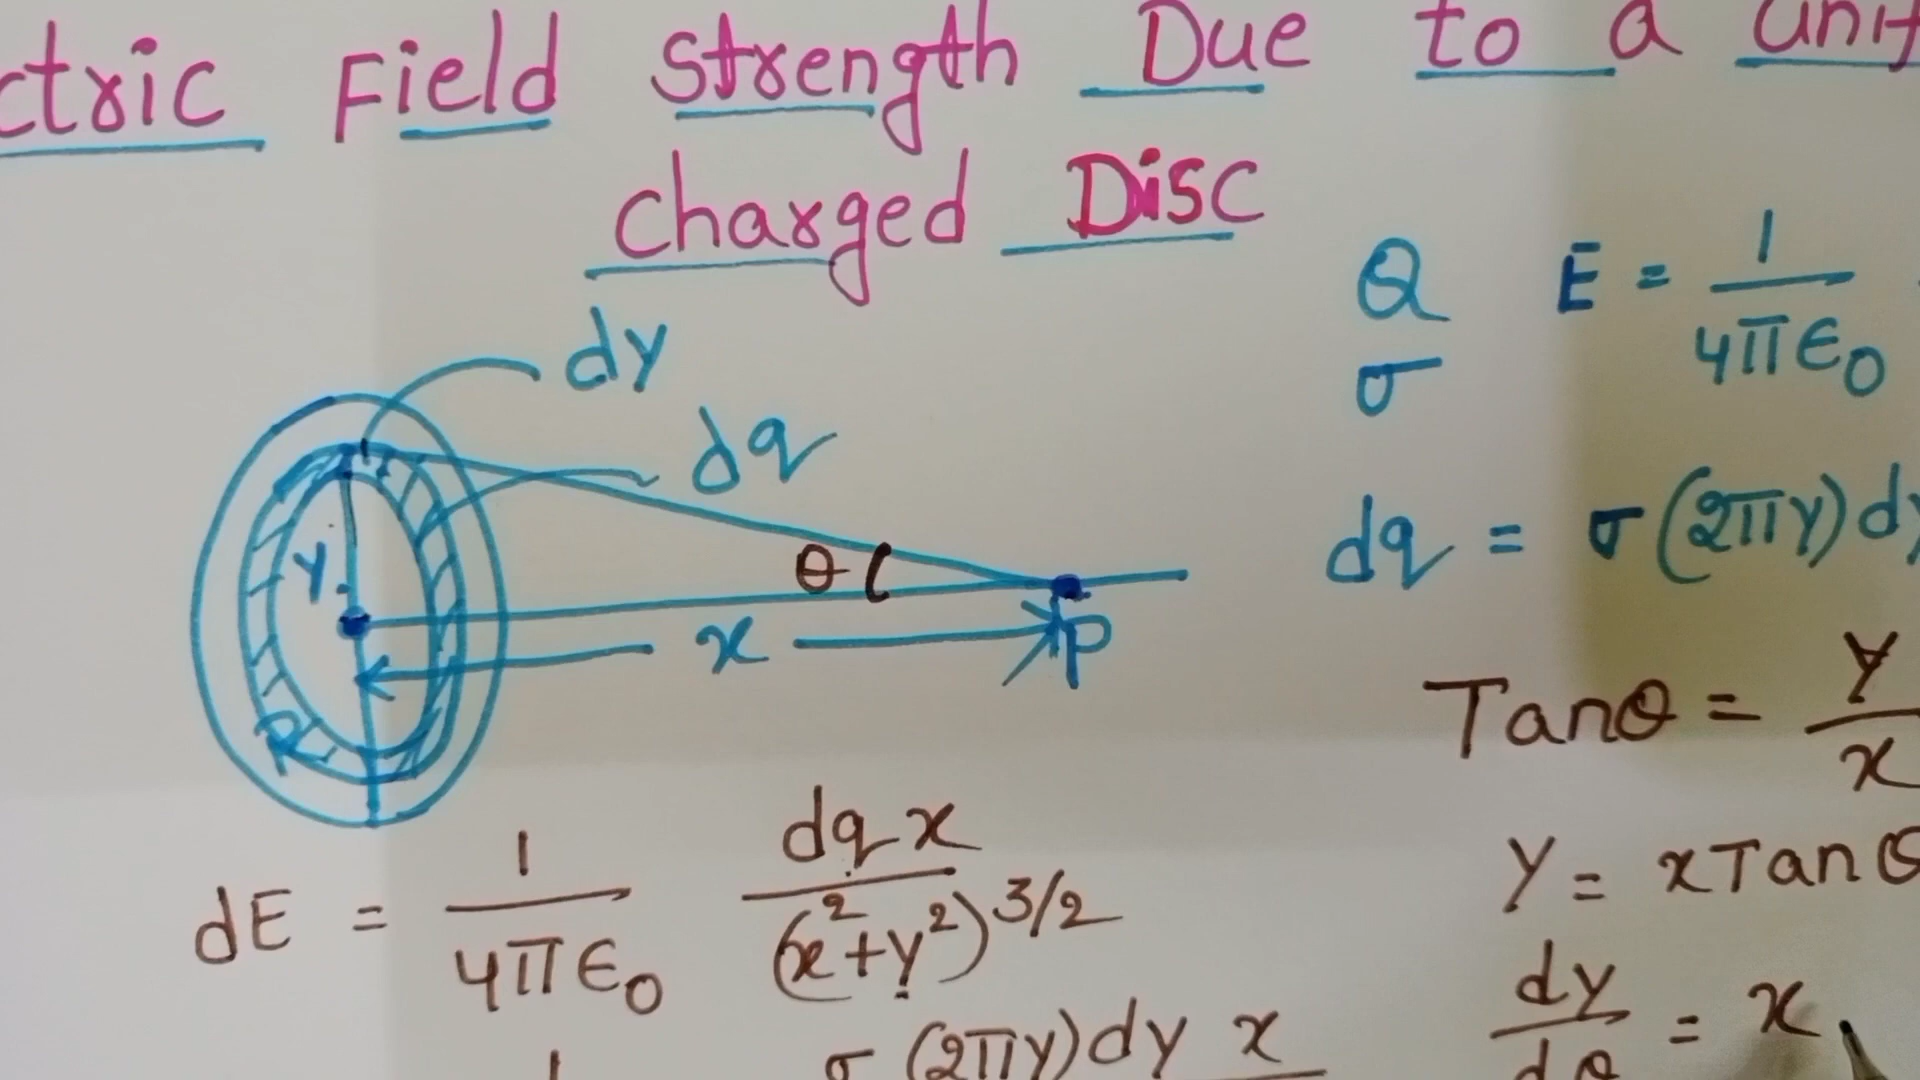 ctric Field Strength Due to a unif
charged Disc
Q E = 1/4πϵ₀
σ
dy
dq
dq = σ(2πy)dy
Y
θ
x
P
R
Tanθ = y/x
y = xTanθ
dE = 1/4πϵ₀ dq x/(x²+y²)^3/2
dy/dθ = x
1 σ(2πy)dy x